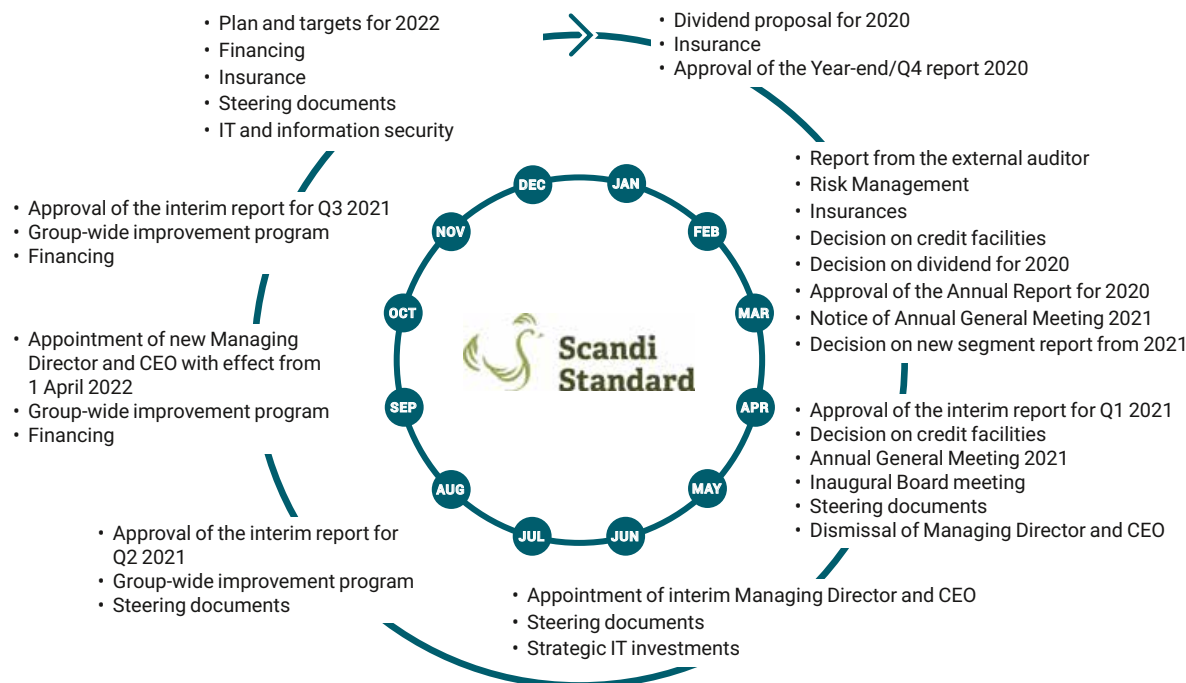 • Plan and targets for 2022
• Financing
• Insurance
• Steering documents
• IT and information security
• Dividend proposal for 2020
• Insurance
• Approval of the Year-end/Q4 report 2020
• Report from the external auditor
• Risk Management
• Insurances
• Decision on credit facilities
• Decision on dividend for 2020
• Approval of the Annual Report for 2020
• Notice of Annual General Meeting 2021
• Decision on new segment report from 2021
• Approval of the interim report for Q1 2021
• Decision on credit facilities
• Annual General Meeting 2021
• Inaugural Board meeting
• Steering documents
• Dismissal of Managing Director and CEO
• Appointment of interim Managing Director and CEO
• Steering documents
• Strategic IT investments
• Approval of the interim report for
Q2 2021
• Group-wide improvement program
• Steering documents
• Appointment of new Managing
Director and CEO with effect from
1 April 2022
• Group-wide improvement program
• Financing
• Approval of the interim report for Q3 2021
• Group-wide improvement program
• Financing
JAN
FEB
MAR
APR
MAY
JUN
JUL
AUG
SEP
OCT
NOV
DEC
Scandi
Standard